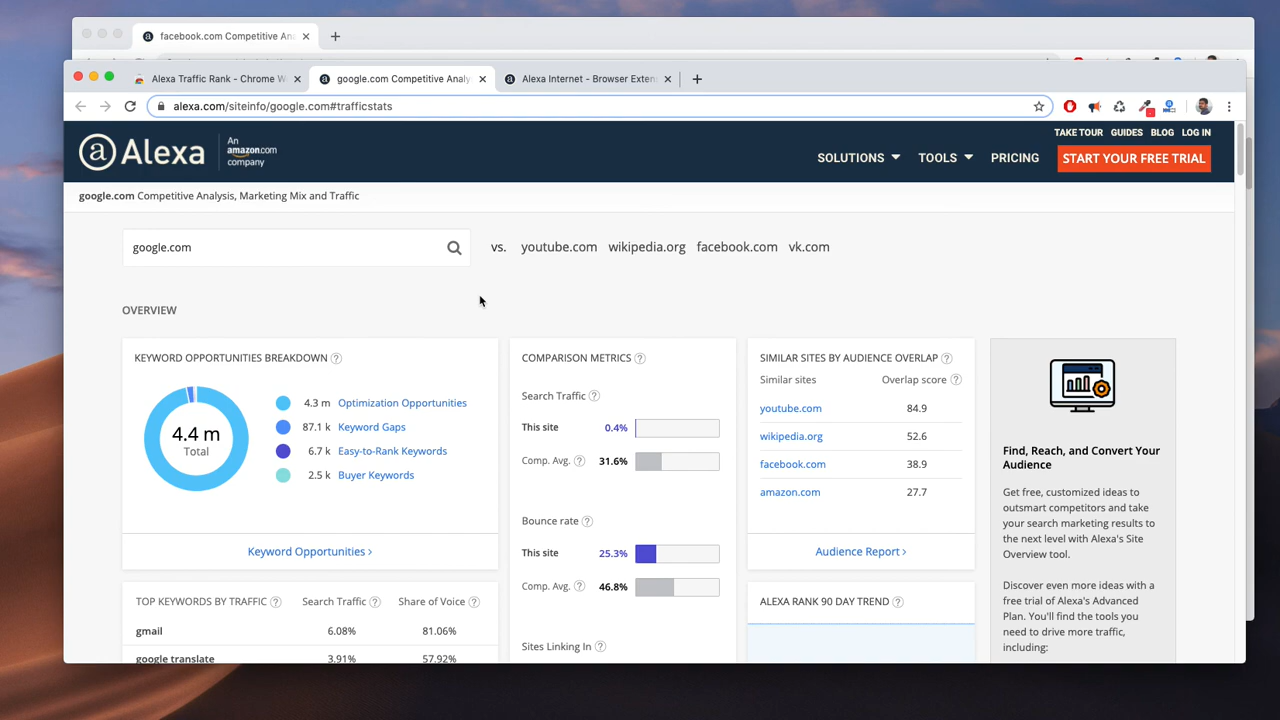 facebook.com Competitive An
Alexa Traffic Rank - Chrome W
google.com Competitive Analy
Alexa Internet - Browser Exten
alexa.com/siteinfo/google.com#trafficstats
Alexa
An
amazon.com
company
TAKE TOUR GUIDES BLOG LOG IN
SOLUTIONS TOOLS PRICING START YOUR FREE TRIAL
google.com Competitive Analysis, Marketing Mix and Traffic
google.com
vs. youtube.com wikipedia.org facebook.com vk.com
OVERVIEW
KEYWORD OPPORTUNITIES BREAKDOWN ?
4.4 m
Total
4.3 m Optimization Opportunities
87.1 k Keyword Gaps
6.7 k Easy-to-Rank Keywords
2.5 k Buyer Keywords
Keyword Opportunities >
TOP KEYWORDS BY TRAFFIC ? Search Traffic ? Share of Voice ?
gmail 6.08% 81.06%
google translate 3.91% 57.92%
COMPARISON METRICS ?
Search Traffic ?
This site 0.4%
Comp. Avg. ? 31.6%
Bounce rate ?
This site 25.3%
Comp. Avg. ? 46.8%
Sites Linking In ?
SIMILAR SITES BY AUDIENCE OVERLAP ?
Similar sites Overlap score ?
youtube.com 84.9
wikipedia.org 52.6
facebook.com 38.9
amazon.com 27.7
Audience Report >
ALEXA RANK 90 DAY TREND ?
Find, Reach, and Convert Your
Audience
Get free, customized ideas to
outsmart competitors and take
your search marketing results to
the next level with Alexa's Site
Overview tool.
Discover even more ideas with a
free trial of Alexa's Advanced
Plan. You'll find the tools you
need to drive more traffic,
including: